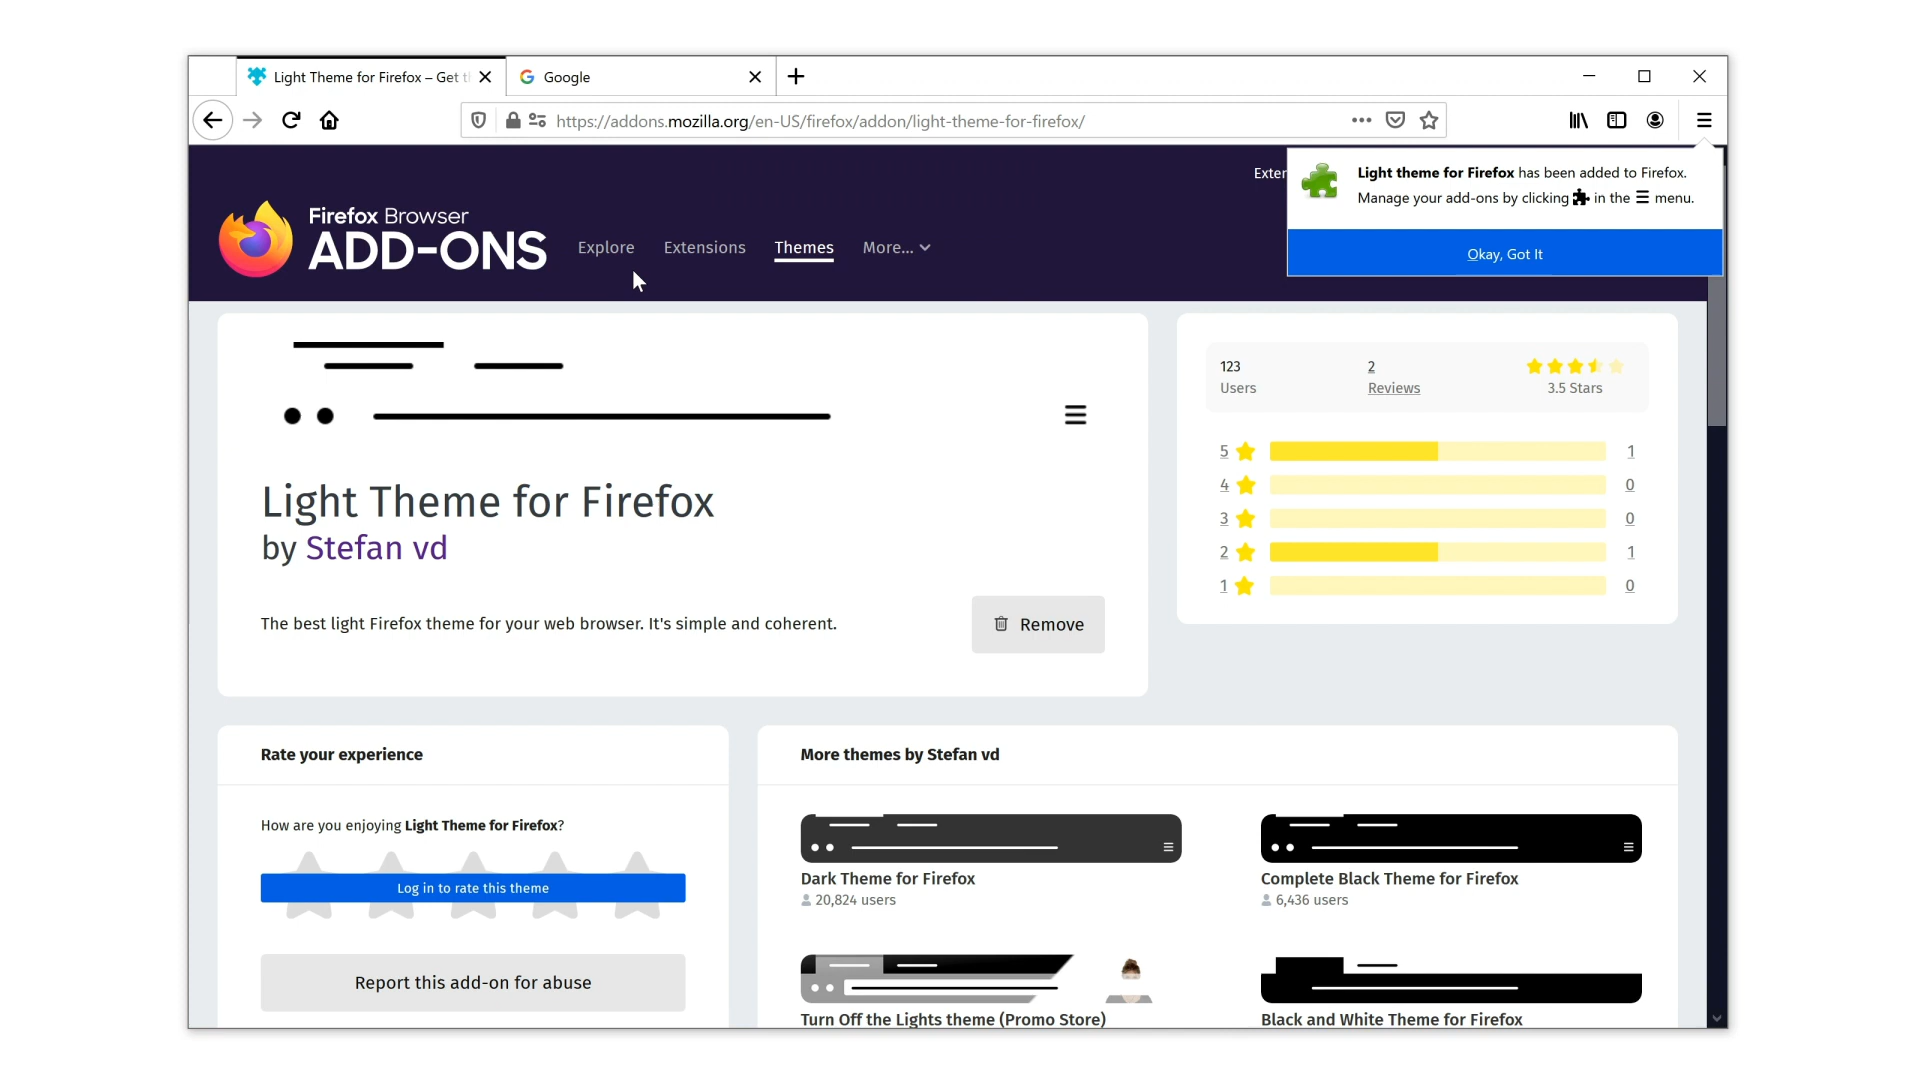 Light Theme for Firefox – Get t
Google
https://addons.mozilla.org/en-US/firefox/addon/light-theme-for-firefox/
Exter
Light theme for Firefox has been added to Firefox.
Manage your add-ons by clicking in the menu.
Okay, Got It
Firefox Browser
ADD-ONS
Explore
Extensions
Themes
More...
123
Users
2
Reviews
3.5 Stars
5 1
4 0
3 0
2 1
1 0
Light Theme for Firefox
by Stefan vd
The best light Firefox theme for your web browser. It's simple and coherent.
Remove
Rate your experience
How are you enjoying Light Theme for Firefox?
Log in to rate this theme
Report this add-on for abuse
More themes by Stefan vd
Dark Theme for Firefox
20,824 users
Complete Black Theme for Firefox
6,436 users
Turn Off the Lights theme (Promo Store)
Black and White Theme for Firefox